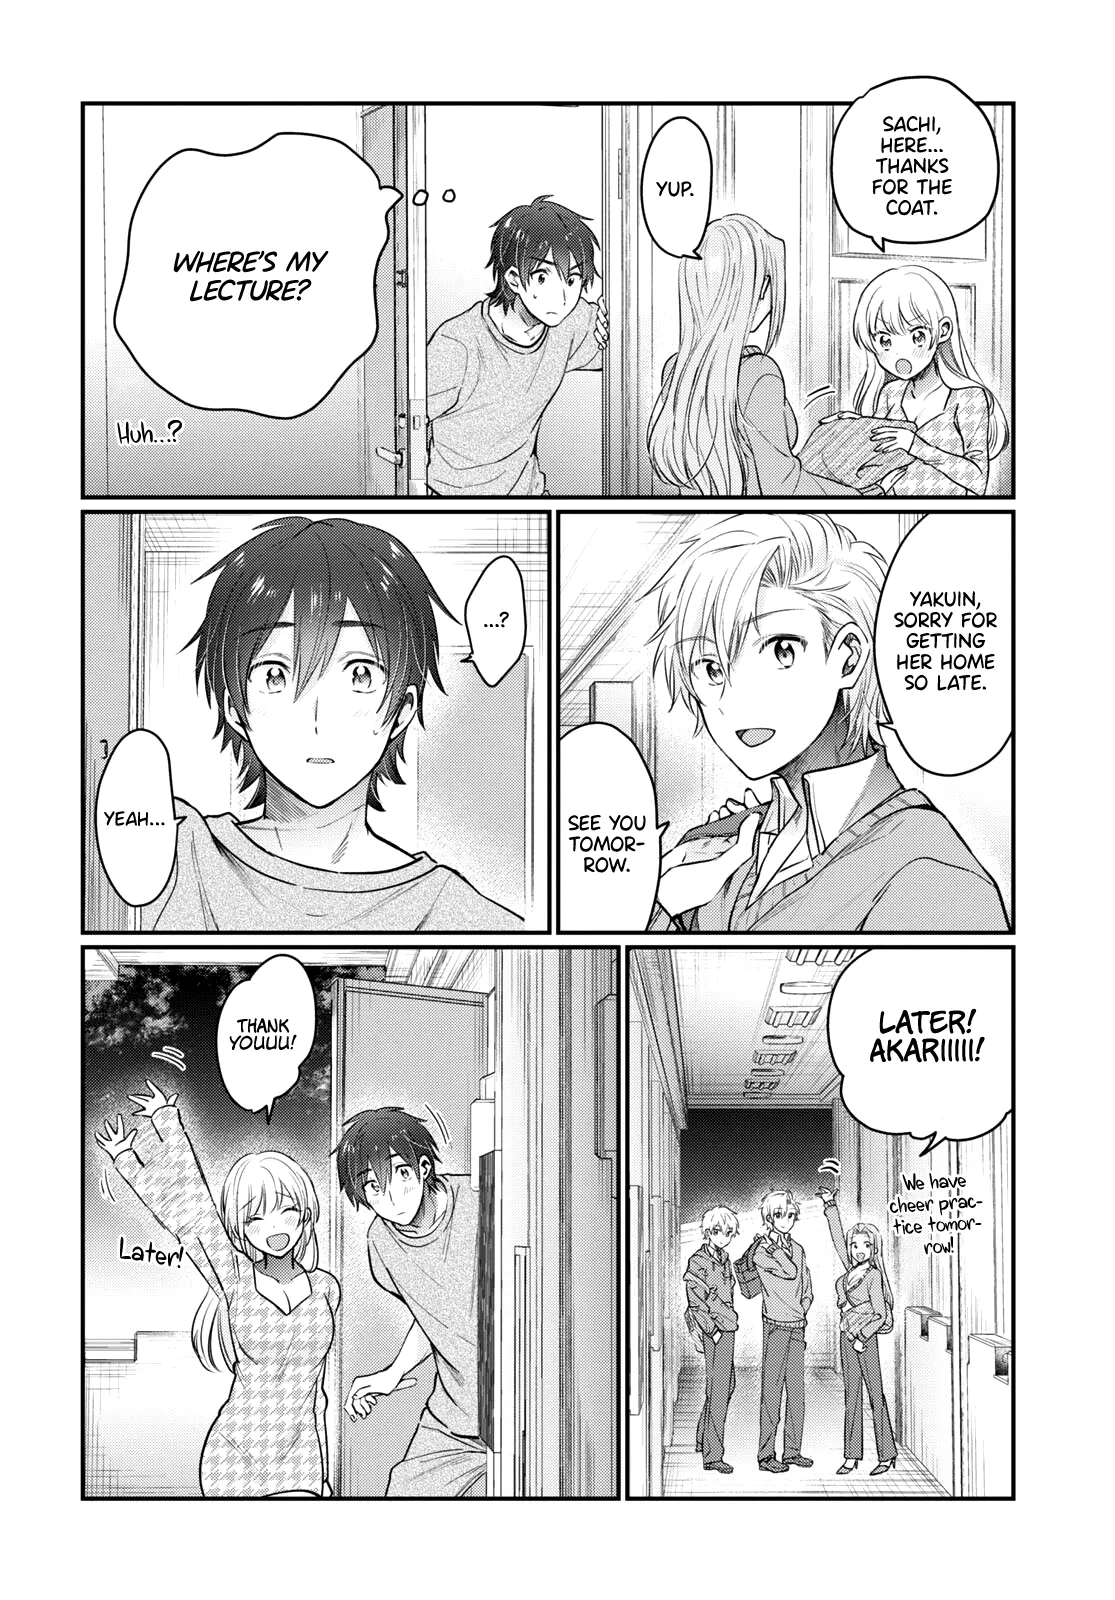 SACHI,
HERE...
THANKS
FOR THE
COAT.
YUP.
WHERE'S MY
LECTURE?
Huh...?
YAKUIN,
SORRY FOR
GETTING
HER HOME
SO LATE.
SEE YOU
TOMOR-
ROW.
...?
YEAH...
LATER!
AKARIIIII!
We have
cheer prac-
tice tomor-
row!
THANK
YOUUU!
Later!